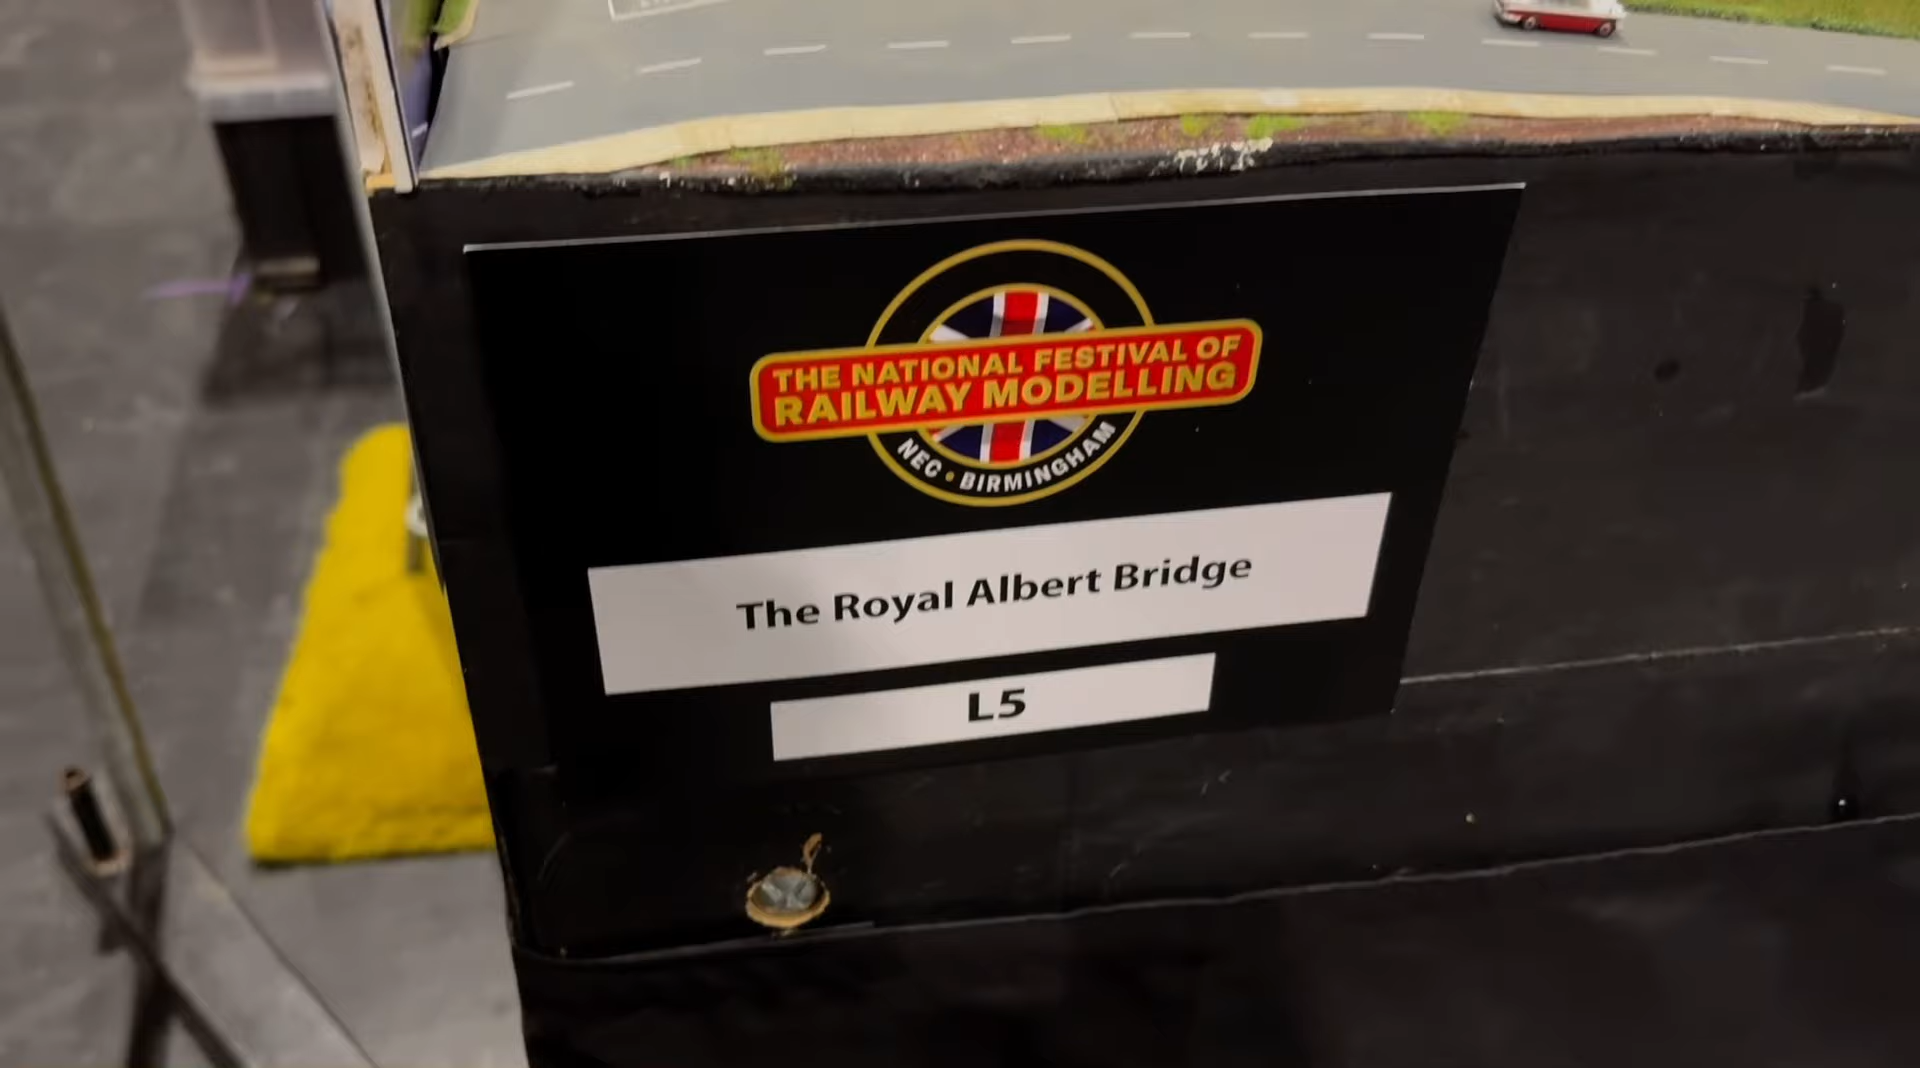 THE NATIONAL FESTIVAL OF
RAILWAY MODELLING
NEC • BIRMINGHAM
The Royal Albert Bridge
L5